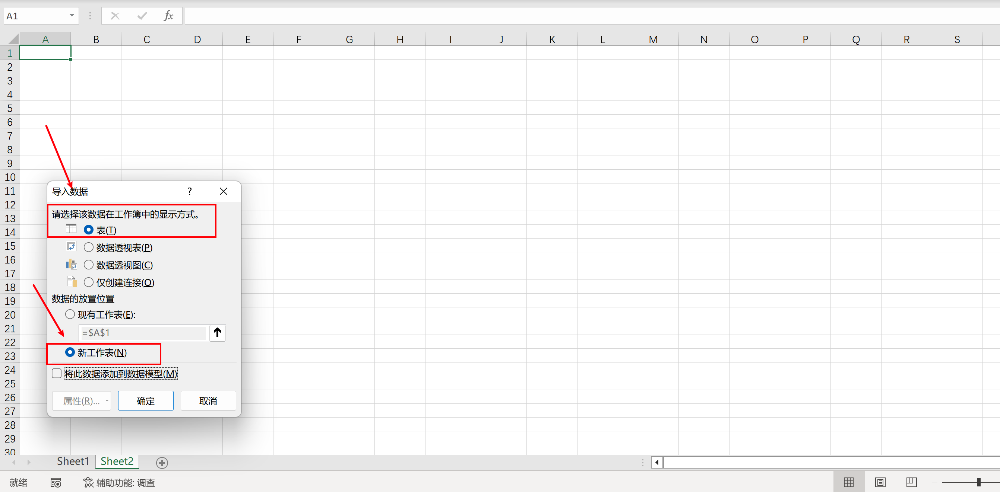 A1
fx
A B C D E F G H I J K L M N O P Q R S
1
2
3
4
5
6
7
8
9
10
11
12
13
14
15
16
17
18
19
20
21
22
23
24
25
26
27
28
29
30
导入数据 ?
请选择该数据在工作簿中的显示方式。
表(T)
数据透视表(P)
数据透视图(C)
仅创建连接(O)
数据的放置位置
现有工作表(E):
=$A$1
新工作表(N)
将此数据添加到数据模型(M)
属性(R)... 确定 取消
Sheet1 Sheet2
就绪 辅助功能: 调查